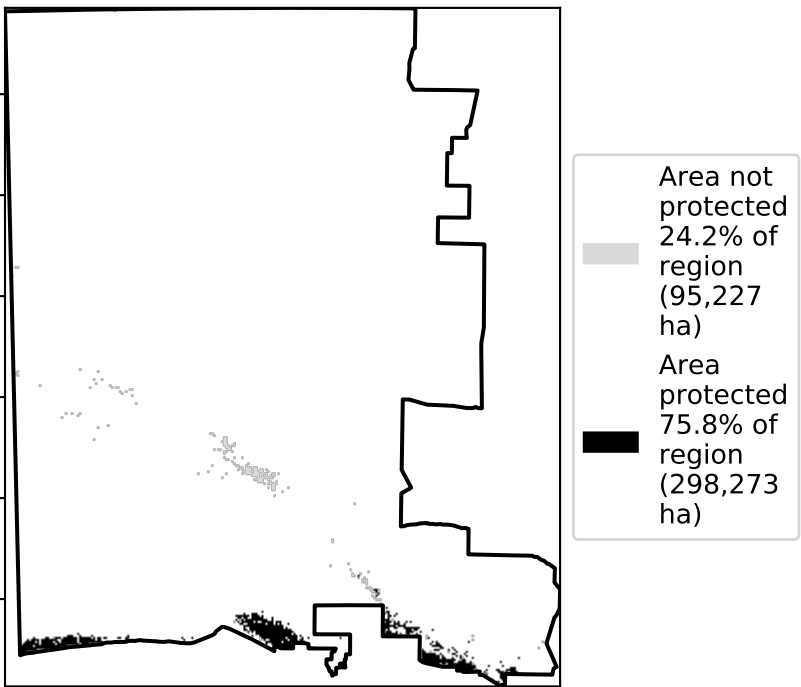 Area not
protected
24.2% of
region
(95,227
ha)
Area
protected
75.8% of
region
(298,273
ha)